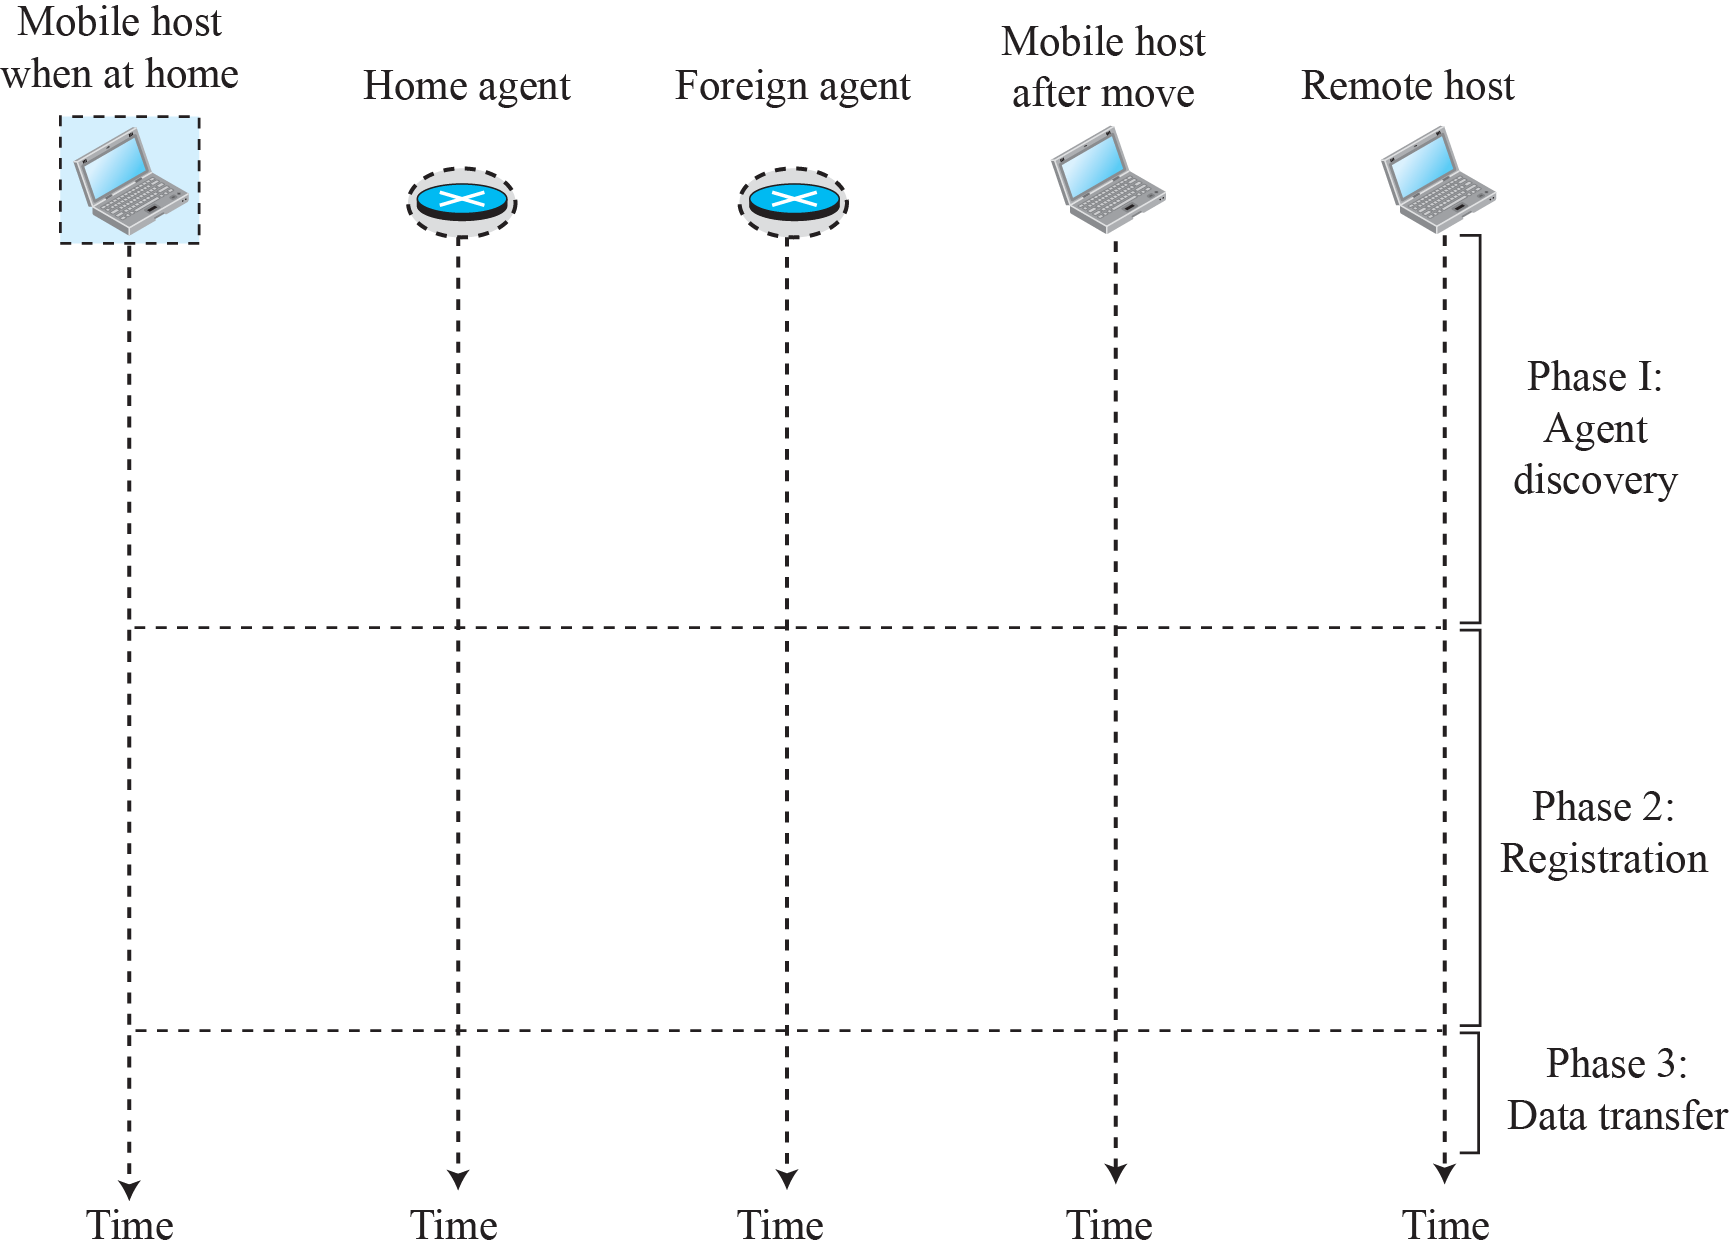 Mobile host
when at home
Home agent
Foreign agent
Mobile host
after move
Remote host
Phase I:
Agent
discovery
Phase 2:
Registration
Phase 3:
Data transfer
Time
Time
Time
Time
Time